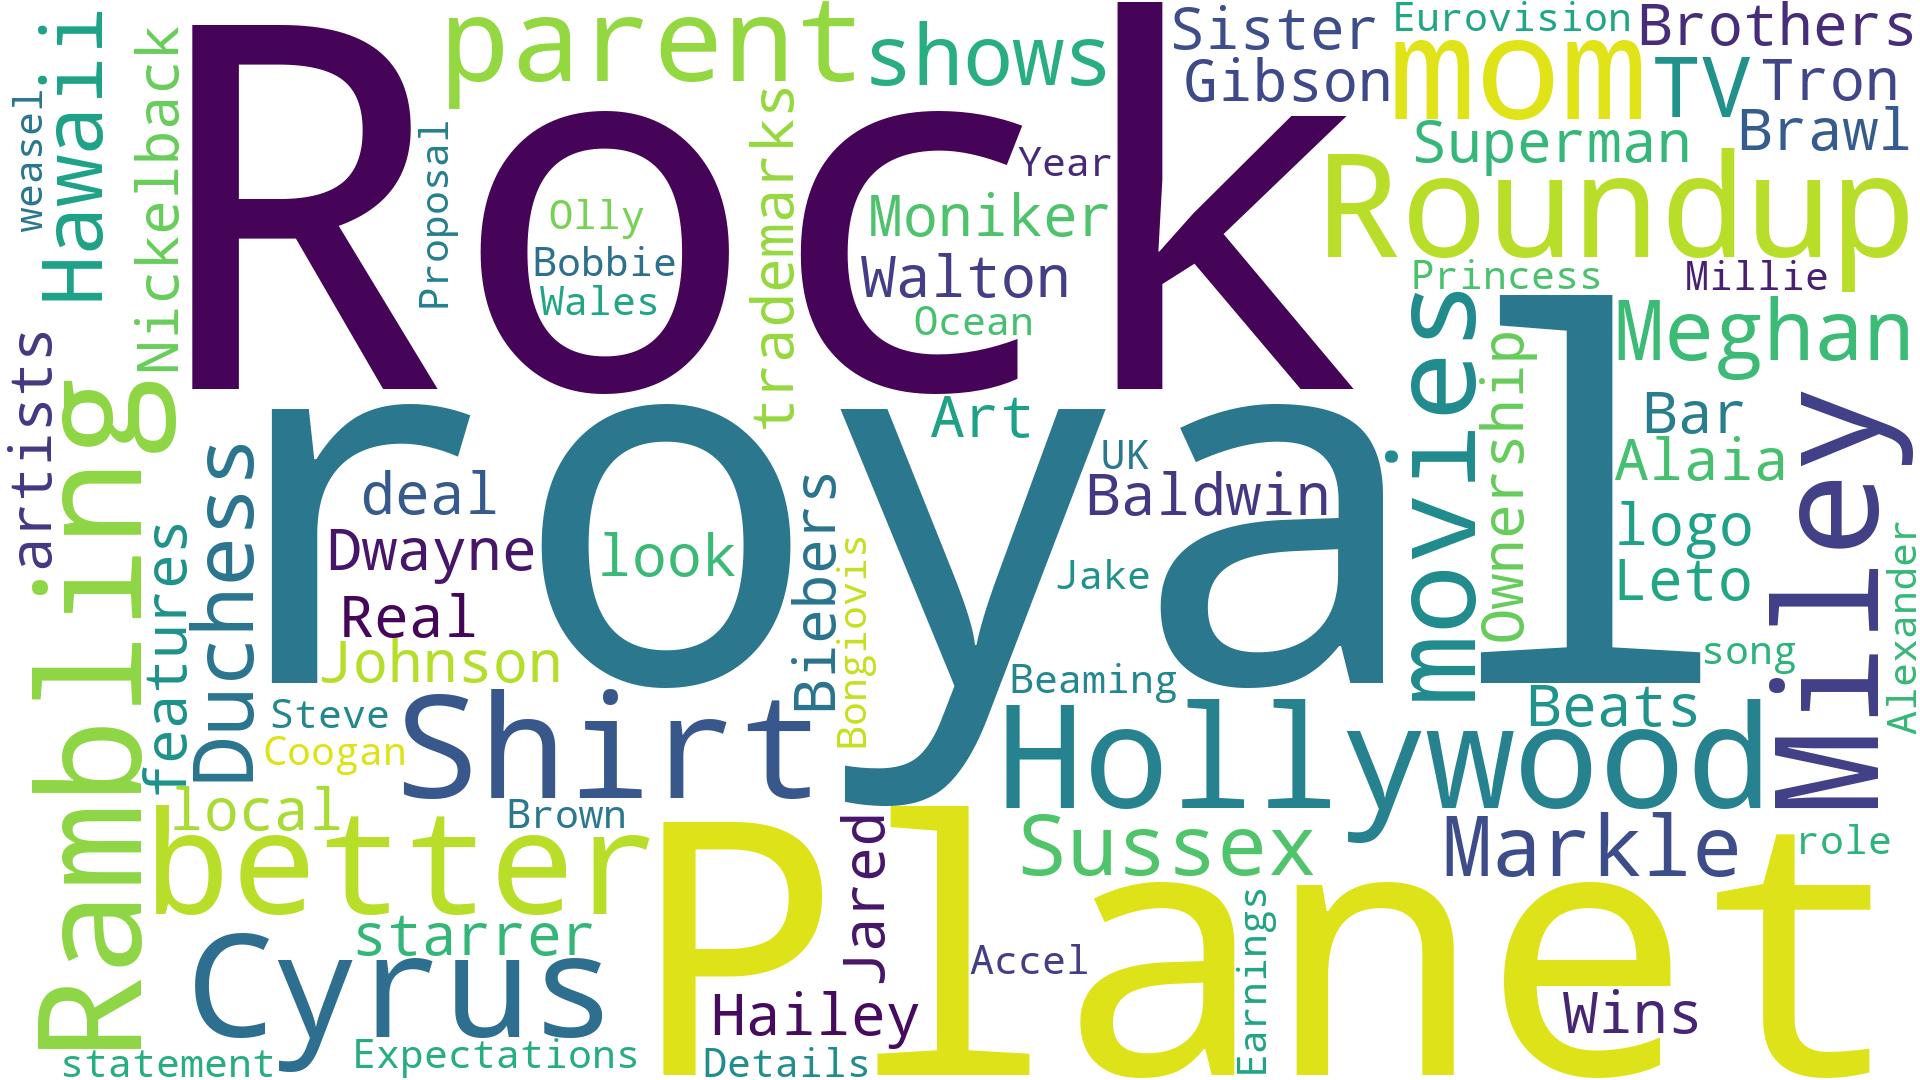 Rock
royal
Planet
parent
shows
Sister
Eurovision
Brothers
Gibson
mom
TV
Tron
Superman
Brawl
Roundup
Princess
Millie
Meghan
Hawaii
weasel
Nickelback
Proposal
Olly
Bobbie
Wales
trademarks
Year
Moniker
Walton
Ocean
Art
UK
Baldwin
Jake
movies
Ownership
Bar
Alaia
logo
Leto
Miley
Alexander
song
artists
Rambling
features
Duchess
deal
Dwayne
look
Real
Johnson
Biebers
Bongiovis
Steve
Coogan
Shirt
Beaming
Beats
Hollywood
local
Brown
better
Sussex
Markle
role
starrer
Jared
Cyrus
Accel
Earnings
Hailey
Wins
statement
Expectations
Details